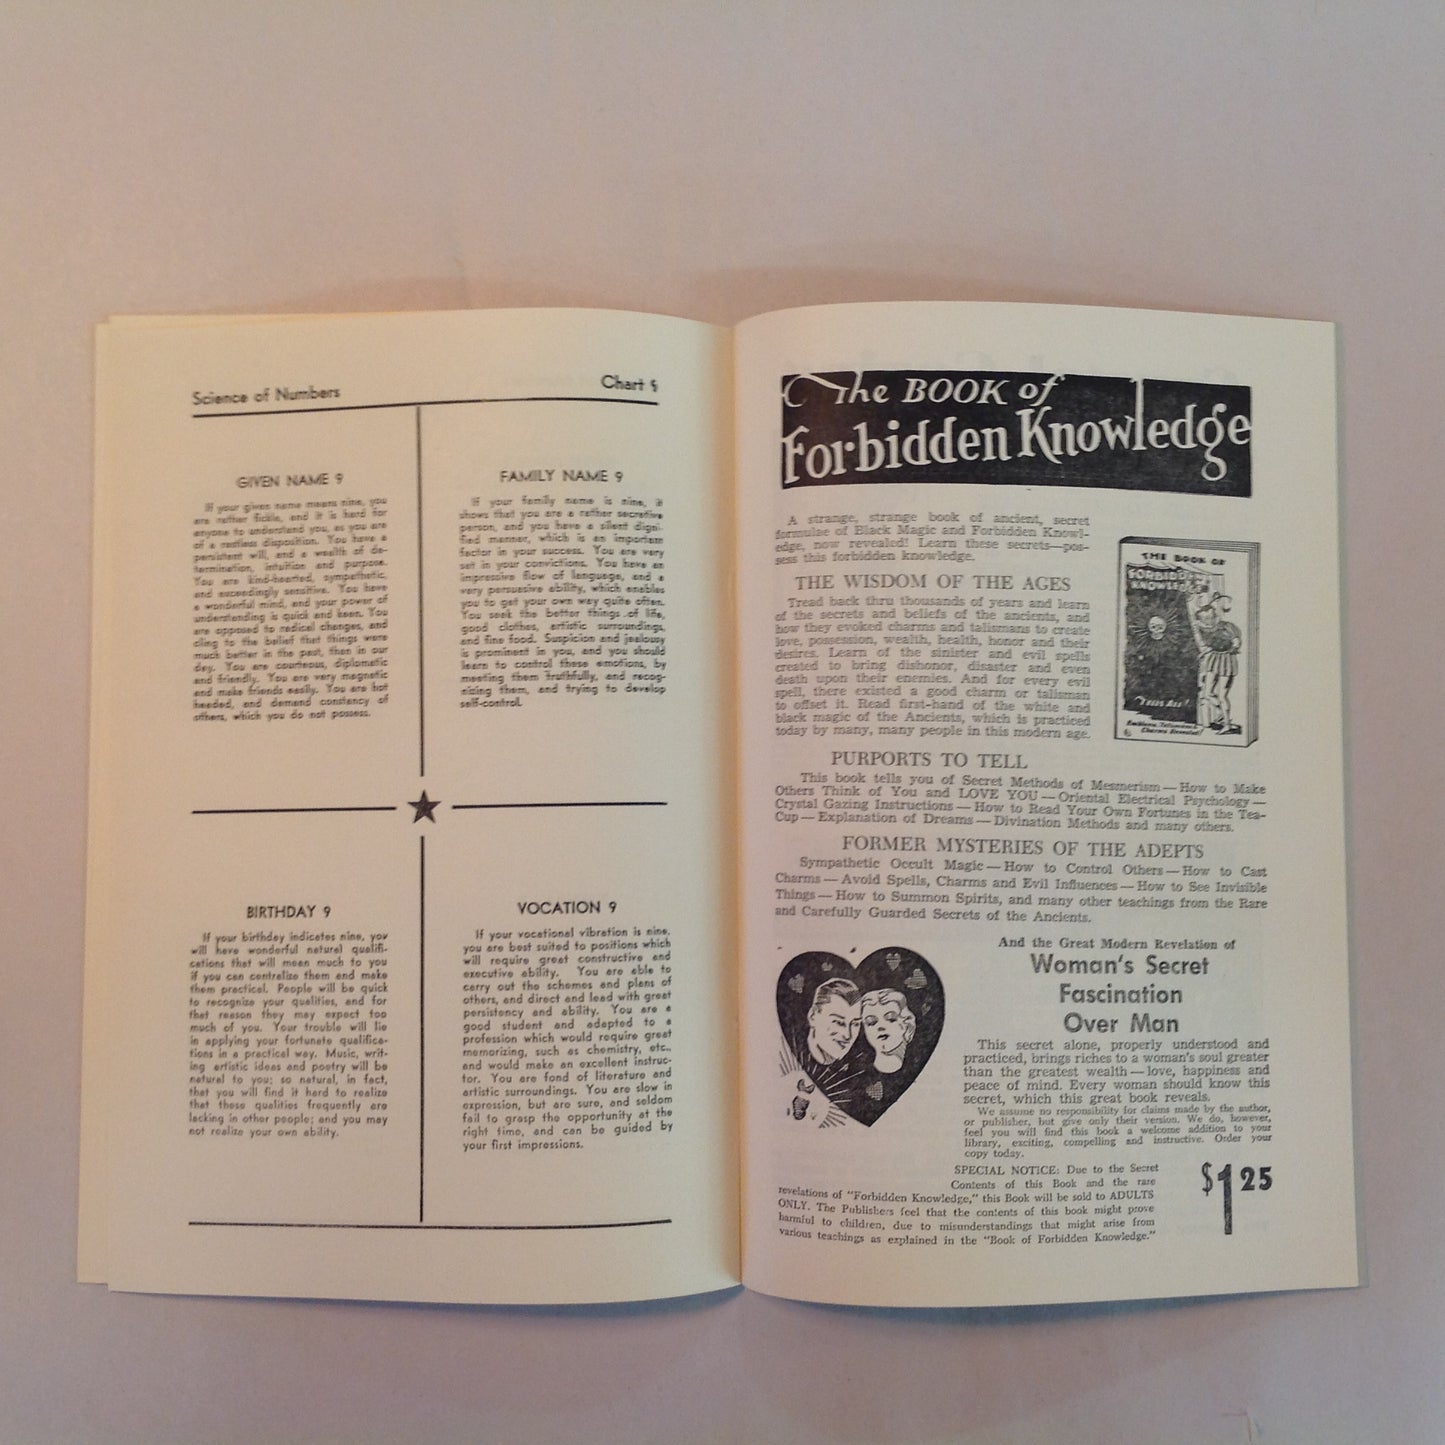 Science of Numbers
Chart 9
GIVEN NAME 9
If your given name means nine, you
are rather fickle, and it is hard for
anyone to understand you, as you are
of a restless disposition. You have a
persistent will, and a wealth of de-
termination, intuition and purpose.
You are kind-hearted, sympathetic,
and exceedingly sensitive. You have
a wonderful mind, and your power of
understanding is quick and keen. You
are opposed to radical changes, and
cling to the belief that things were
much better in the past, than in our
day. You are courteous, diplomatic
and friendly. You are very magnetic
and make friends easily. You are hot
headed, and demand constancy of
others, which you do not possess.
FAMILY NAME 9
If your family name is nine, it
shows that you are a rather secretive
person, and you have a silent digni-
fied manner, which is an important
factor in your success. You are very
set in your convictions. You have an
impressive flow of language, and a
very persuasive ability, which enables
you to get your own way quite often.
You seek the better things of life,
good clothes, artistic surroundings,
and fine food. Suspicion and jealousy
is prominent in you, and you should
learn to control these emotions, by
meeting them truthfully, and recog-
nizing them, and trying to develop
self-control.
BIRTHDAY 9
If your birthday indicates nine, you
will have wonderful natural qualifi-
cations that will mean much to you
if you can centralize them and make
them practical. People will be quick
to recognize your qualities, and for
that reason they may expect too
much of you. Your trouble will lie
in applying your fortunate qualifica-
tions in a practical way. Music, writ-
ing artistic ideas and poetry will be
natural to you; so natural, in fact,
that you will find it hard to realize
that these qualities frequently are
lacking in other people; and you may
not realize your own ability.
VOCATION 9
If your vocational vibration is nine,
you are best suited to positions which
will require great constructive and
executive ability. You are able to
carry out the schemes and plans of
others, and direct and lead with great
persistency and ability. You are a
good student and adapted to a
profession which would require great
memorizing, such as chemistry, etc.,
and would make an excellent instruc-
tor. You are fond of literature and
artistic surroundings. You are slow in
expression, but are sure, and seldom
fail to grasp the opportunity at the
right time, and can be guided by
your first impressions.
The BOOK of
Forbidden Knowledge
A strange, strange book of ancient, secret
formulae of Black Magic and Forbidden Knowl-
edge, now revealed! Learn these secrets—pos-
sess this forbidden knowledge.
THE WISDOM OF THE AGES
Tread back thru thousands of years and learn
of the secrets and beliefs of the ancients, and
how they evoked charms and talismans to create
love, possession, wealth, health, honor and their
desires. Learn of the sinister and evil spells
created to bring dishonor, disaster and even
death upon their enemies. And for every evil
spell, there existed a good charm or talisman
to offset it. Read first-hand of the white and
black magic of the Ancients, which is practiced
today by many, many people in this modern age.
THE BOOK OF
FORBIDDEN
KNOWLEDGE
"TELLS ALL"
Emblems, Talismans &
Charms Revealed!
PURPORTS TO TELL
This book tells you of Secret Methods of Mesmerism — How to Make
Others Think of You and LOVE YOU — Oriental Electrical Psychology —
Crystal Gazing Instructions — How to Read Your Own Fortunes in the Tea-
Cup — Explanation of Dreams — Divination Methods and many others.
FORMER MYSTERIES OF THE ADEPTS
Sympathetic Occult Magic — How to Control Others — How to Cast
Charms — Avoid Spells, Charms and Evil Influences — How to See Invisible
Things — How to Summon Spirits, and many other teachings from the Rare
and Carefully Guarded Secrets of the Ancients.
And the Great Modern Revelation of
Woman's Secret
Fascination
Over Man
This secret alone, properly understood and
practiced, brings riches to a woman's soul greater
than the greatest wealth — love, happiness and
peace of mind. Every woman should know this
secret, which this great book reveals.
We assume no responsibility for claims made by the author,
or publisher, but give only their version. We do, however,
feel you will find this book a welcome addition to your
library, exciting, compelling and instructive. Order your
copy today.
SPECIAL NOTICE: Due to the Secret
Contents of this Book and the rare
revelations of "Forbidden Knowledge," this Book will be sold to ADULTS
ONLY. The Publishers feel that the contents of this book might prove
harmful to children, due to misunderstandings that might arise from
various teachings as explained in the "Book of Forbidden Knowledge."
$1.25